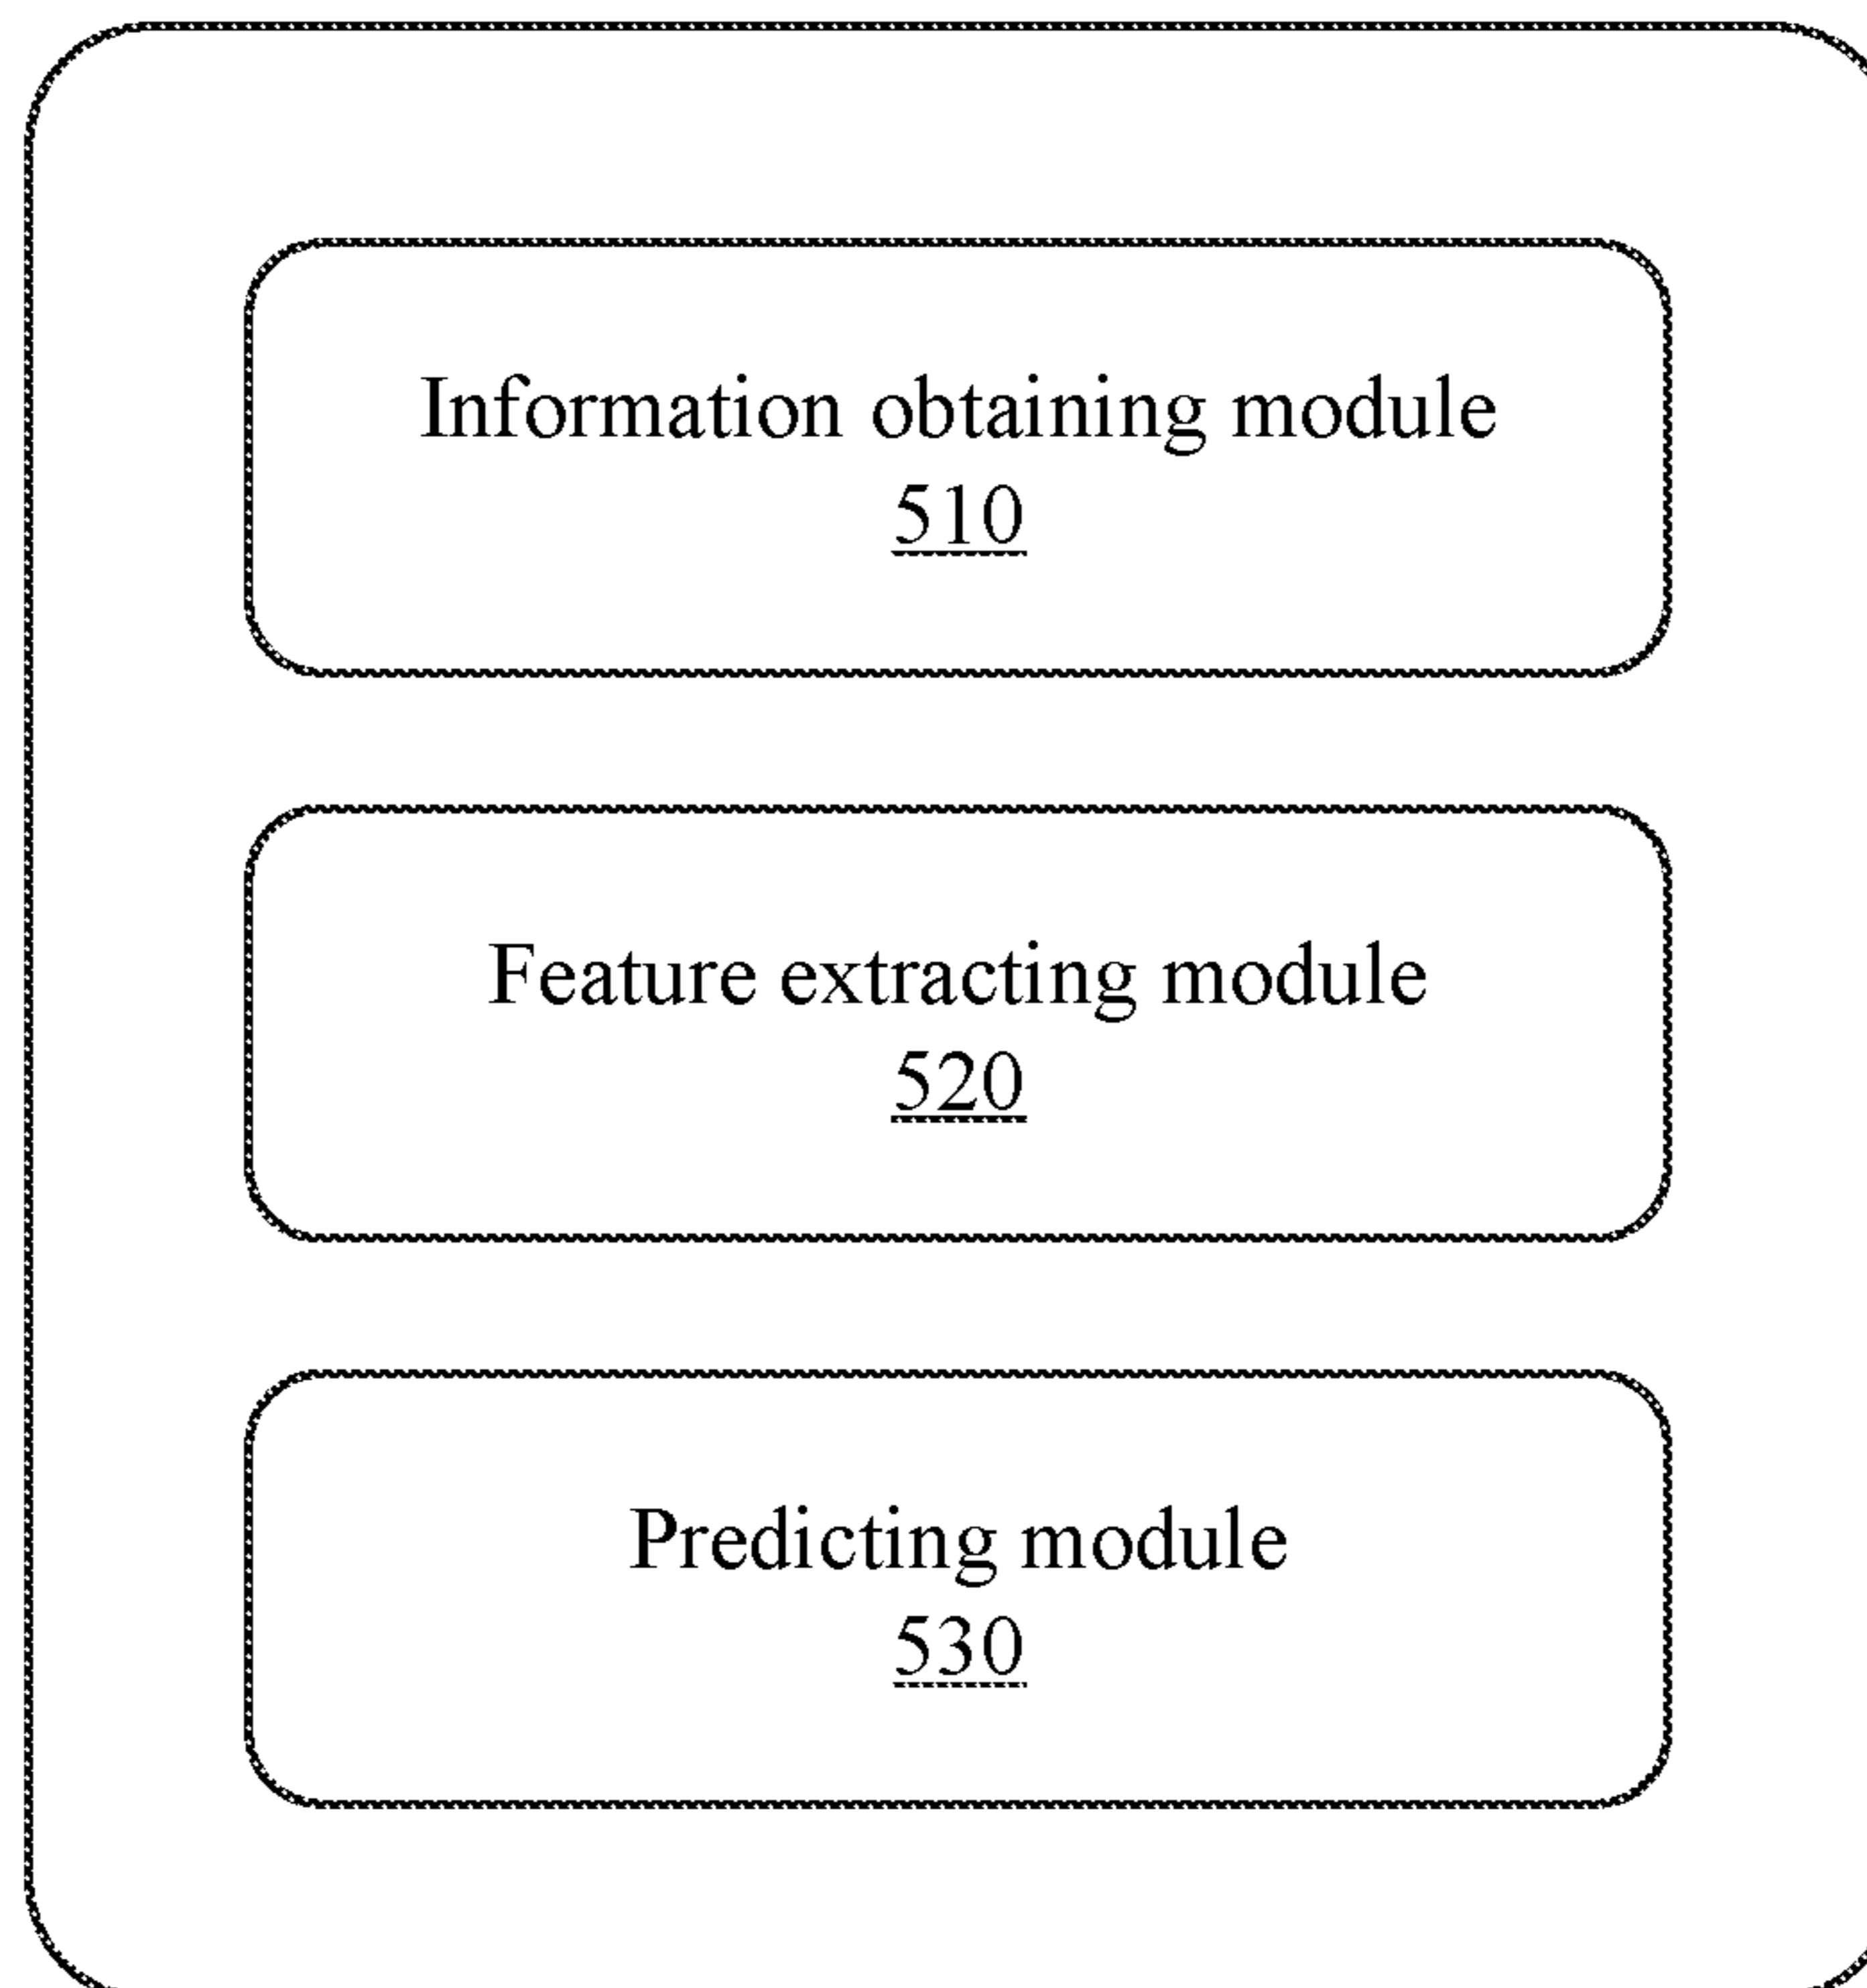 Information obtaining module
510
Feature extracting module
520
Predicting module
530